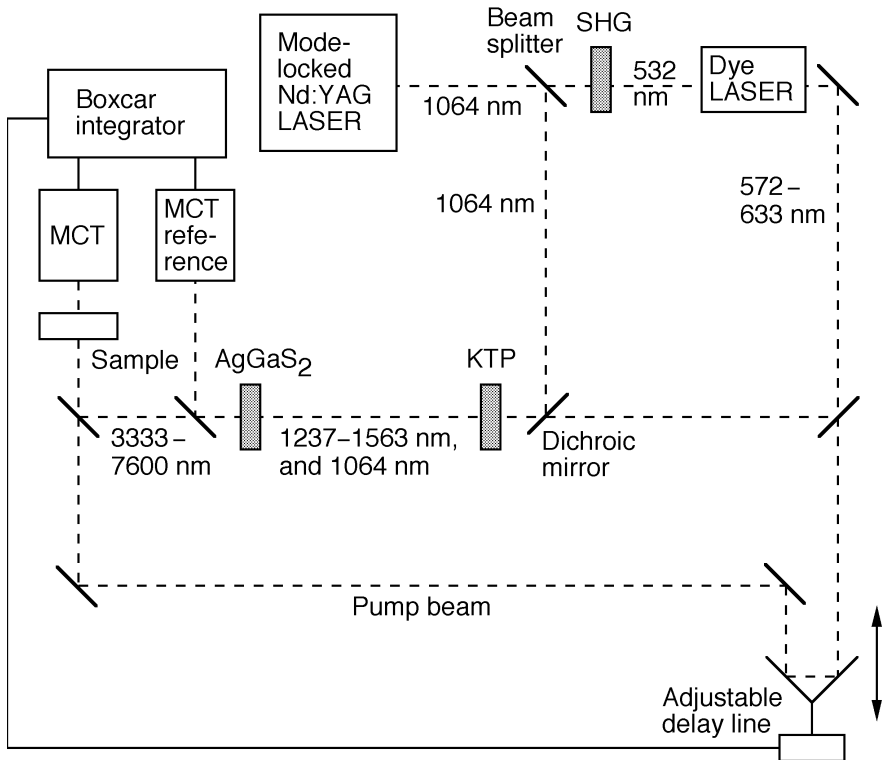 Mode-
locked
Nd:YAG
LASER
Beam
splitter
SHG
532
nm
Dye
LASER
1064 nm
Boxcar
integrator
1064 nm
572–
633 nm
MCT
MCT
refe-
rence
Sample
AgGaS2
KTP
3333–
7600 nm
1237–1563 nm,
and 1064 nm
Dichroic
mirror
Pump beam
Adjustable
delay line